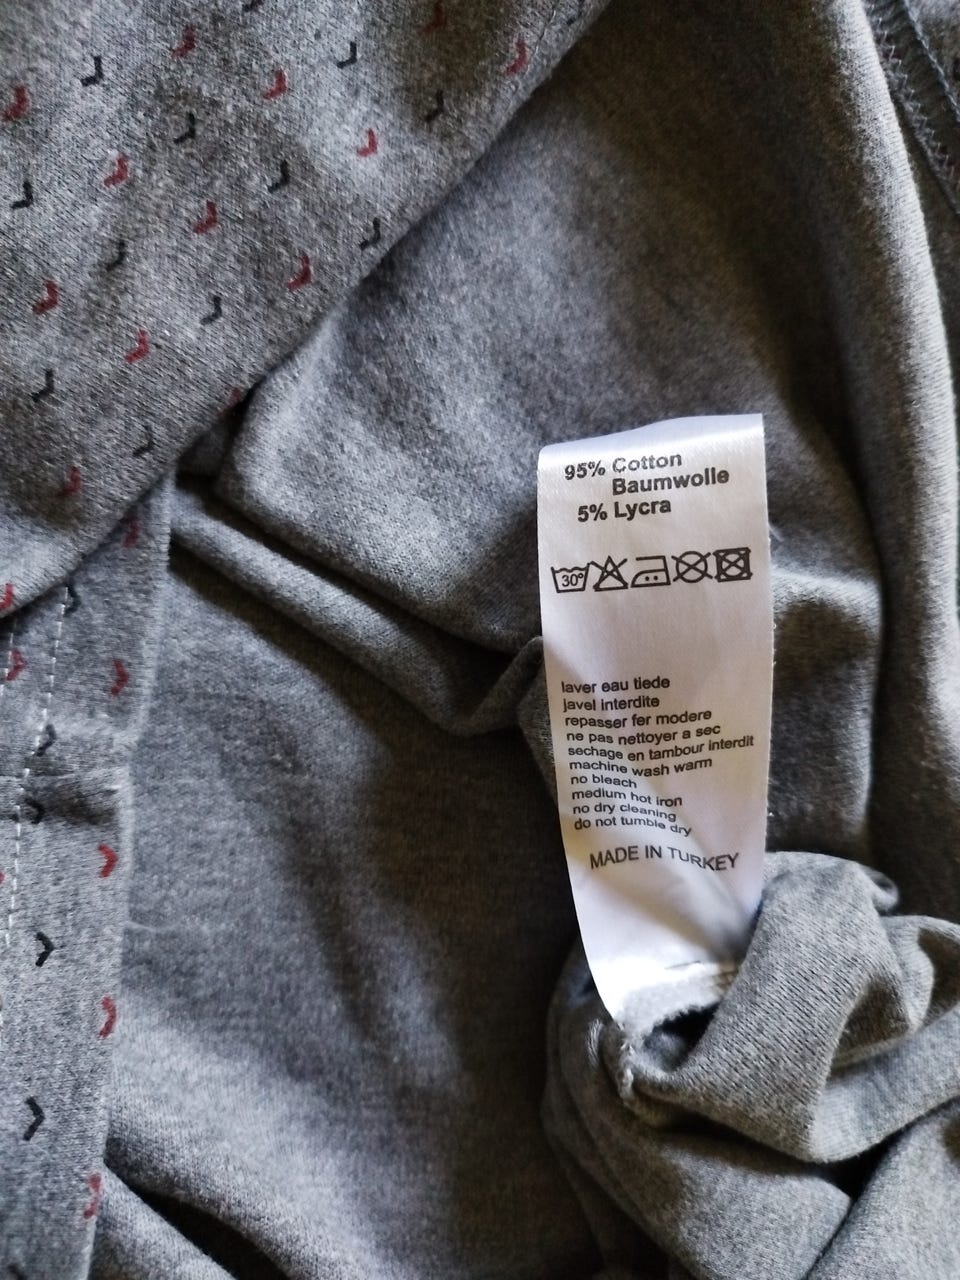 95% Cotton
Baumwolle
5% Lycra
30°
laver eau tiede
javel interdite
repasser fer modere
ne pas nettoyer a sec
sechage en tambour interdit
machine wash warm
no bleach
medium hot iron
no dry cleaning
do not tumble dry
MADE IN TURKEY